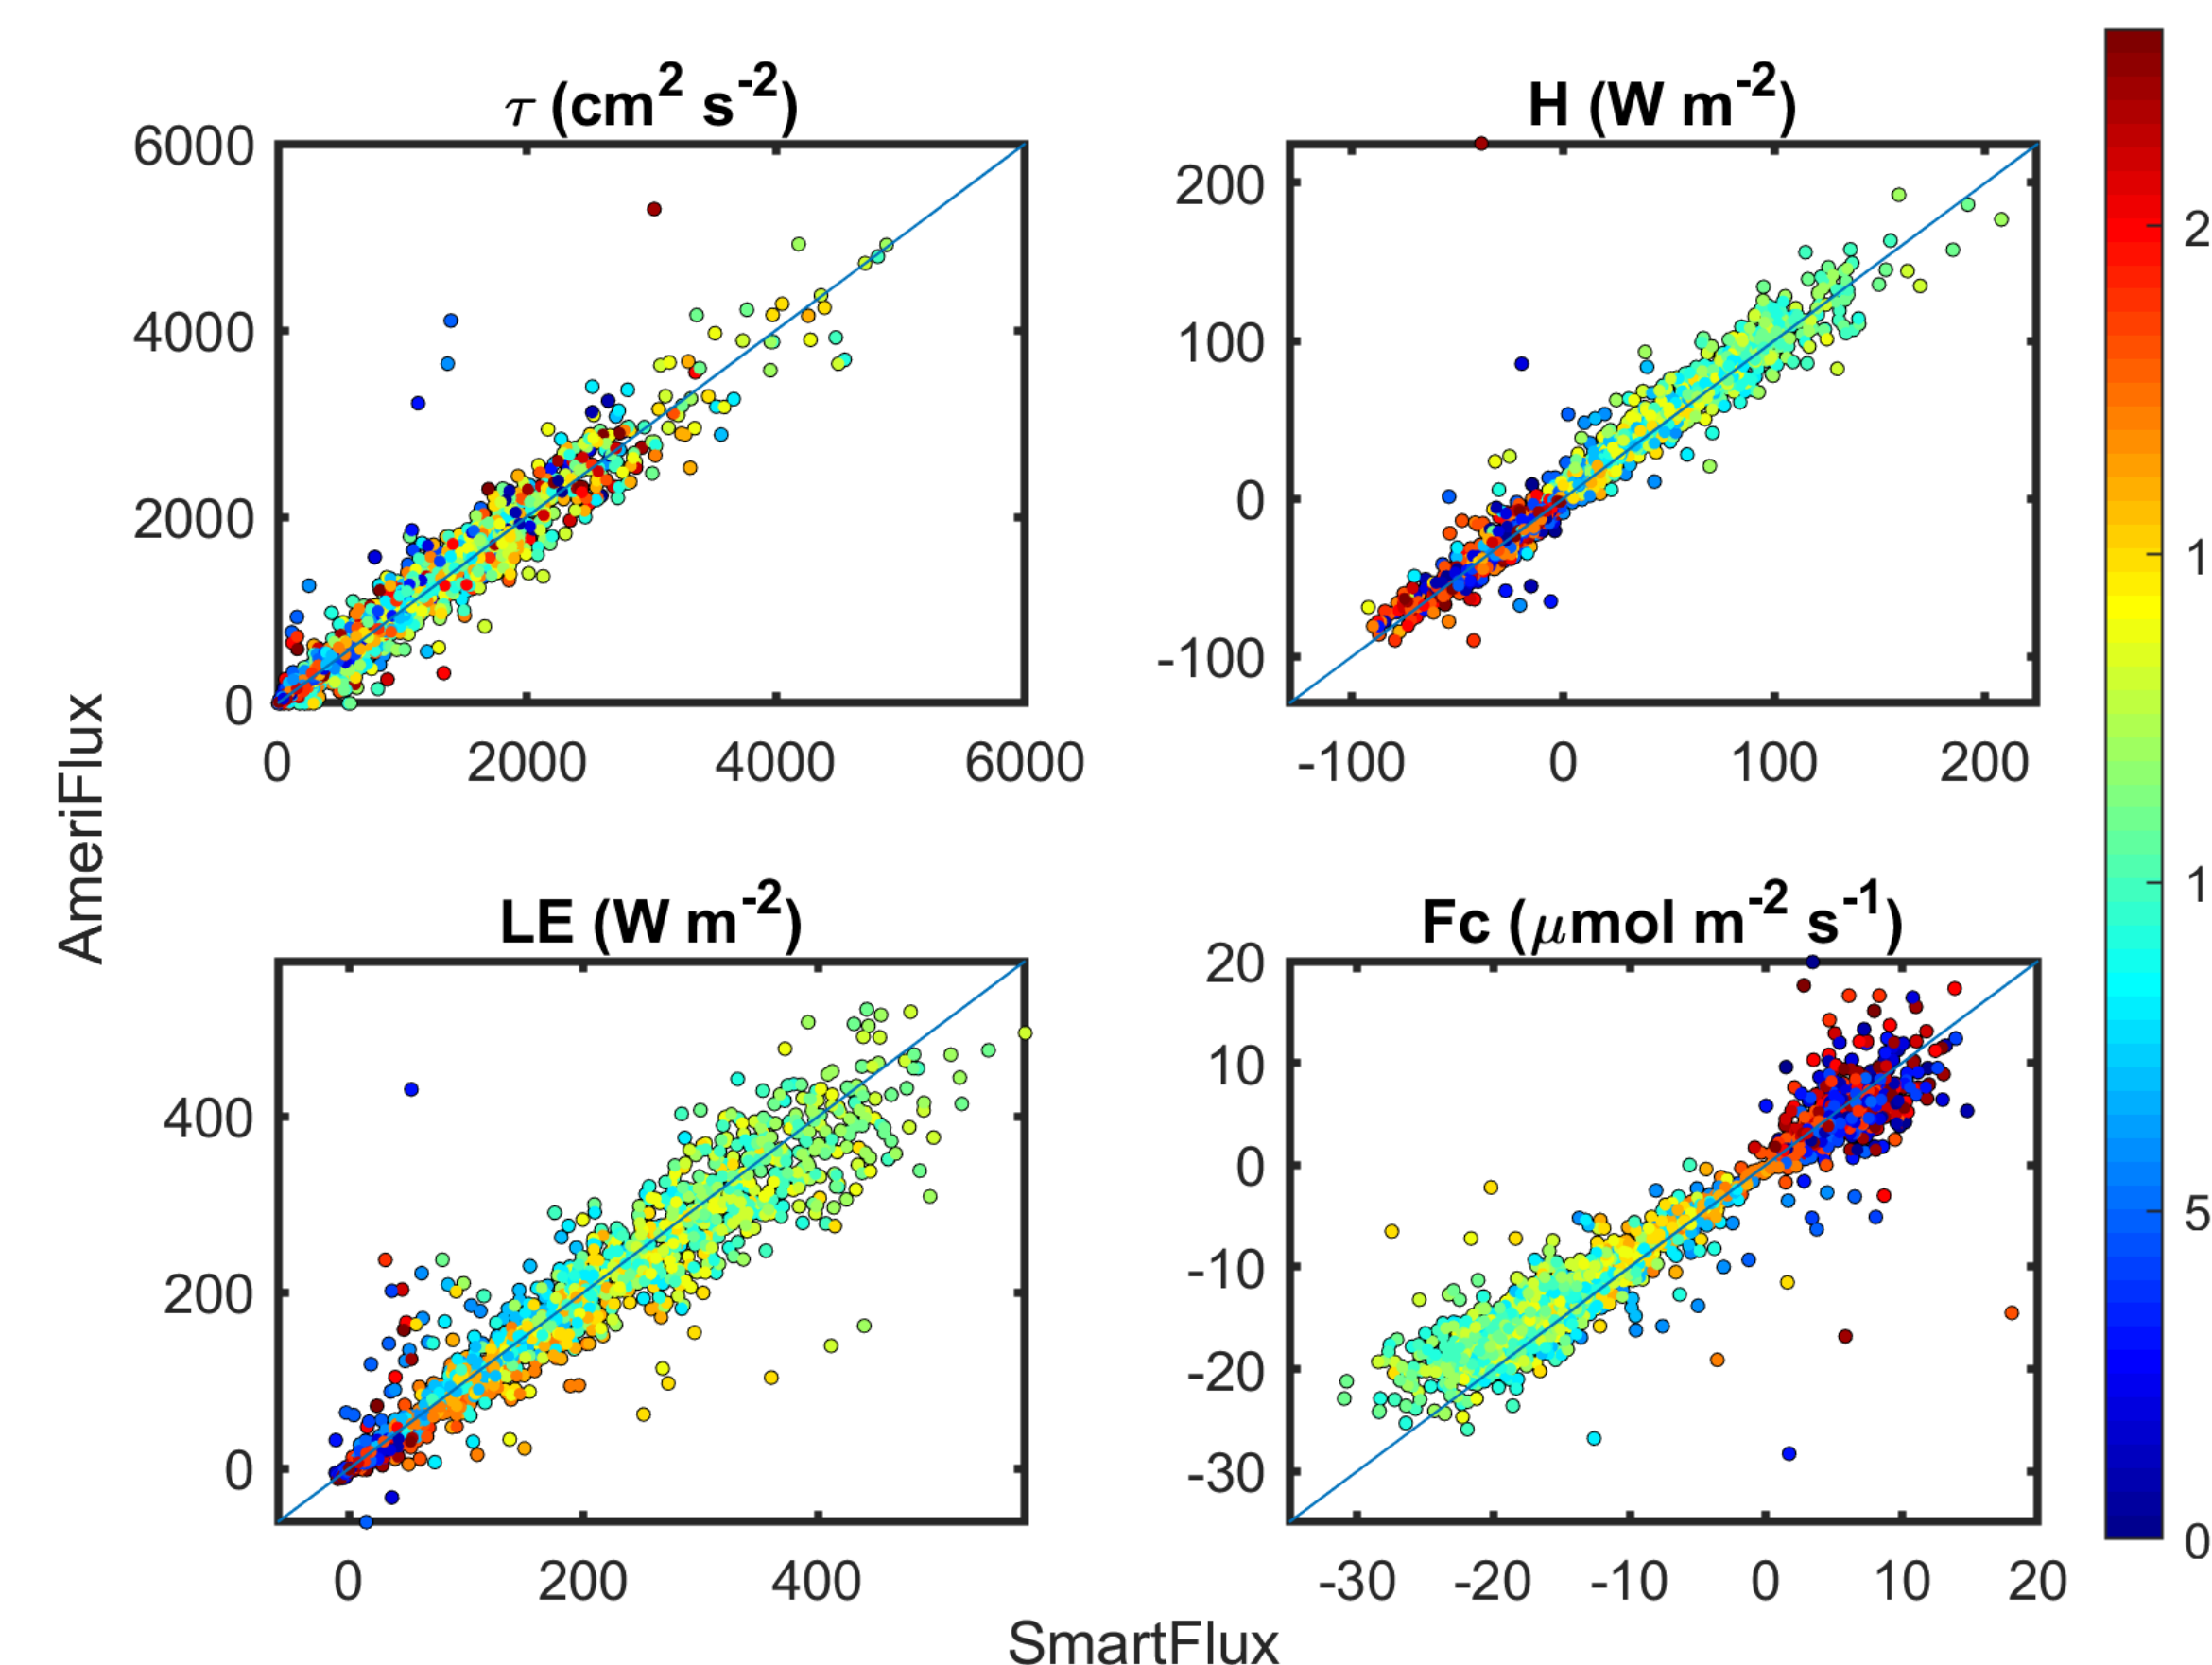 τ (cm² s⁻²)
6000
4000
2000
0
0 2000 4000 6000
H (W m⁻²)
200
100
0
-100
-100 0 100 200
AmeriFlux
LE (W m⁻²)
400
200
0
0 200 400
Fc (μmol m⁻² s⁻¹)
20
10
0
-10
-20
-30
-30 -20 -10 0 10 20
SmartFlux
2
1
1
5
0